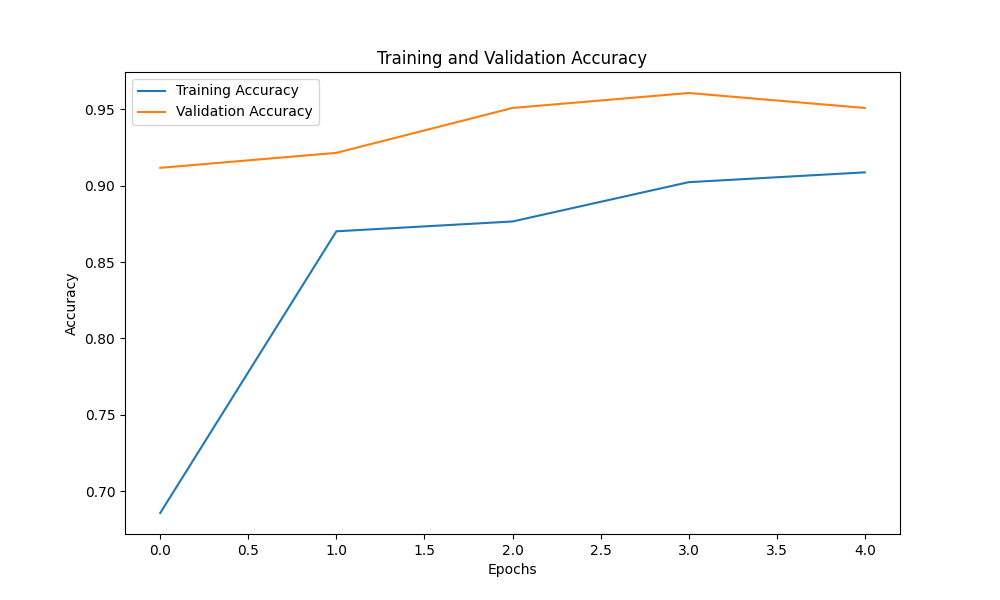 Training and Validation Accuracy
Training Accuracy
Validation Accuracy
Accuracy
0.95
0.90
0.85
0.80
0.75
0.70
0.0 0.5 1.0 1.5 2.0 2.5 3.0 3.5 4.0
Epochs